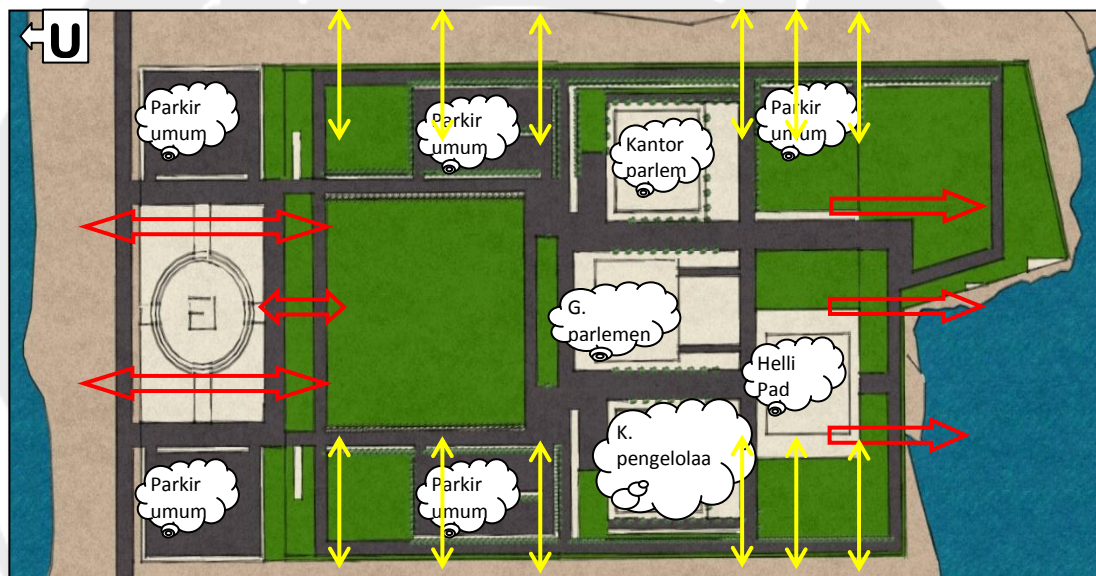 U
Parkir
umum
Parkir
umum
Kantor
parlem
Parkir
umum
G.
parlemen
Helli
Pad
K.
pengelolaa
Parkir
umum
Parkir
umum